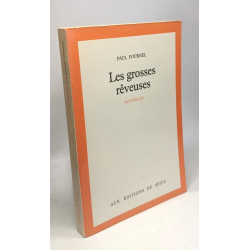 PAUL FOURNEL
Les grosses
rêveuses
NOUVELLES
AUX ÉDITIONS DU SEUIL